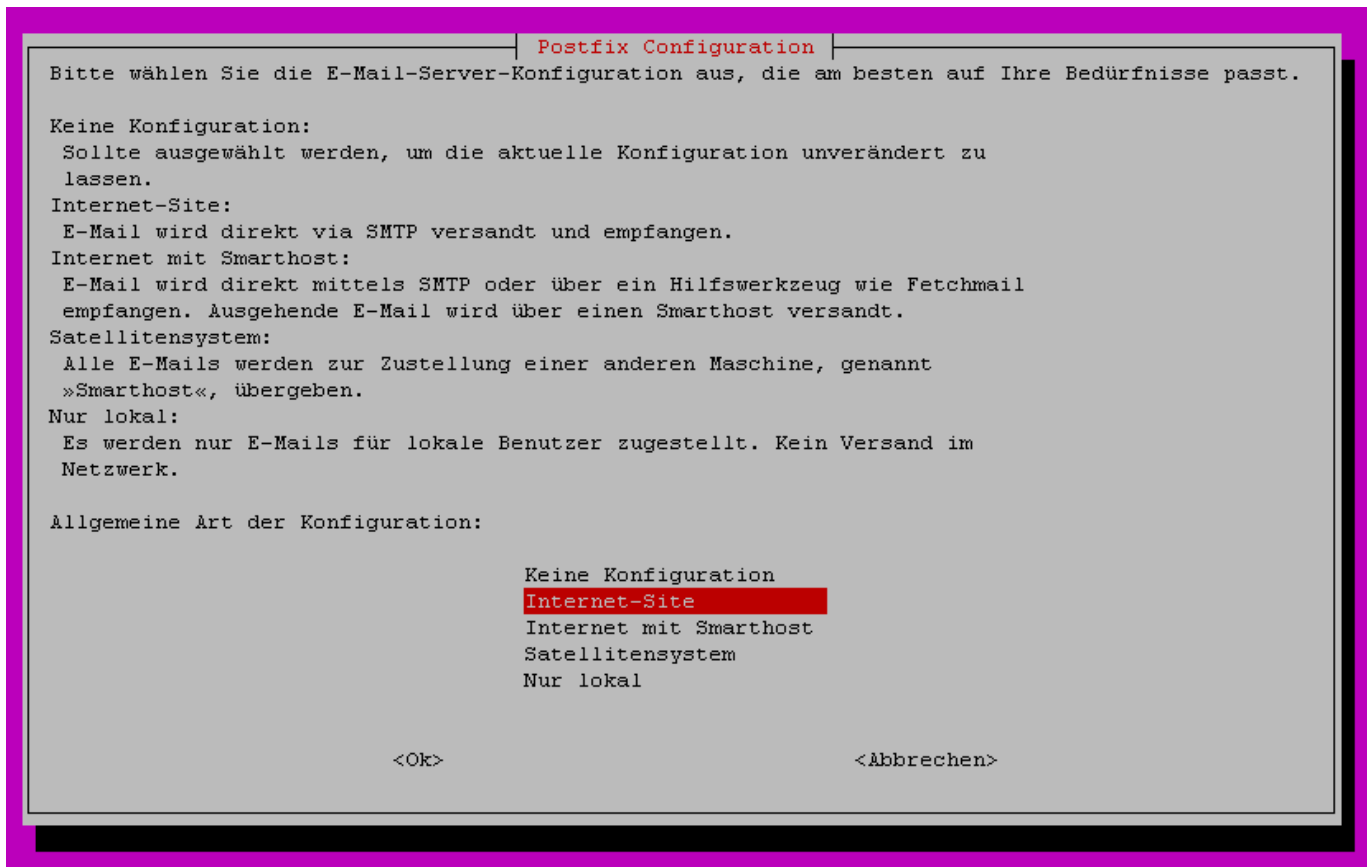 Postfix Configuration
Bitte wählen Sie die E-Mail-Server-Konfiguration aus, die am besten auf Ihre Bedürfnisse passt.
Keine Konfiguration:
Sollte ausgewählt werden, um die aktuelle Konfiguration unverändert zu
lassen.
Internet-Site:
E-Mail wird direkt via SMTP versandt und empfangen.
Internet mit Smarthost:
E-Mail wird direkt mittels SMTP oder über ein Hilfswerkzeug wie Fetchmail
empfangen. Ausgehende E-Mail wird über einen Smarthost versandt.
Satellitensystem:
Alle E-Mails werden zur Zustellung einer anderen Maschine, genannt
»Smarthost«, übergeben.
Nur lokal:
Es werden nur E-Mails für lokale Benutzer zugestellt. Kein Versand im
Netzwerk.
Allgemeine Art der Konfiguration:
Keine Konfiguration
Internet-Site
Internet mit Smarthost
Satellitensystem
Nur lokal
<Ok> <Abbrechen>